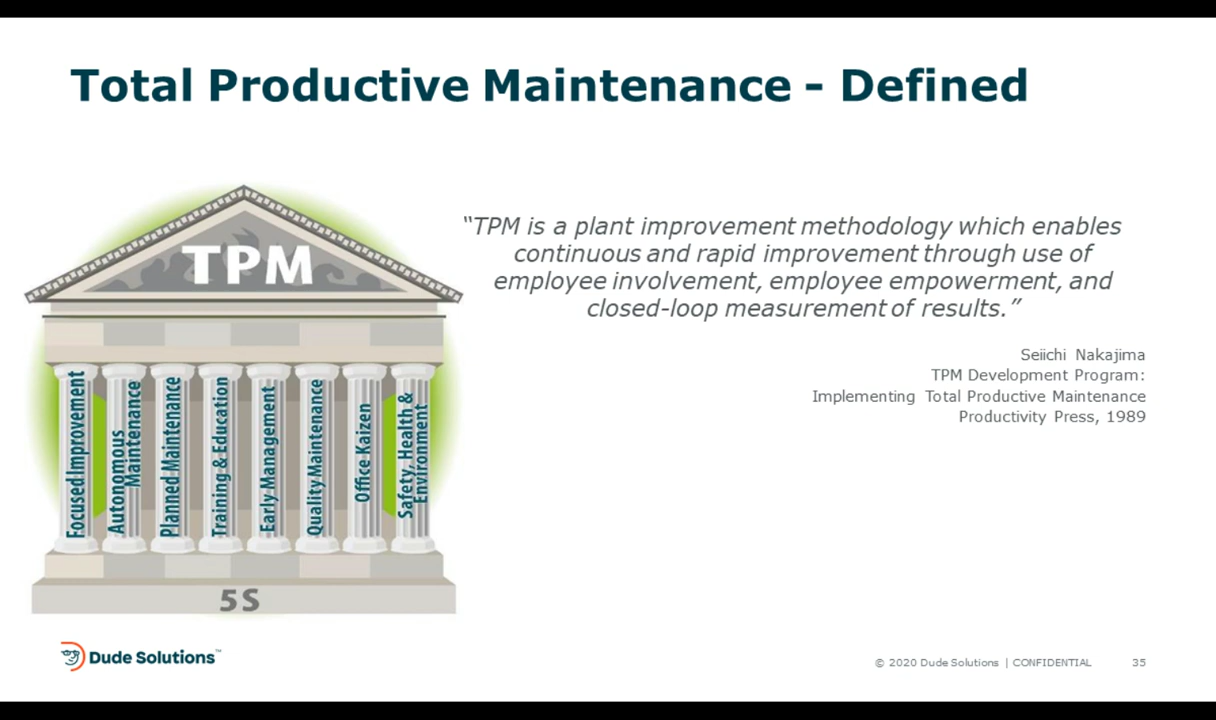 Total Productive Maintenance - Defined
TPM
Focused Improvement
Autonomous
Maintenance
Planned Maintenance
Training & Education
Early Management
Quality Maintenance
Office Kaizen
Safety, Health &
Environment
5S
“TPM is a plant improvement methodology which enables
continuous and rapid improvement through use of
employee involvement, employee empowerment, and
closed-loop measurement of results.”
Seiichi Nakajima
TPM Development Program:
Implementing Total Productive Maintenance
Productivity Press, 1989
Dude Solutions™
© 2020 Dude Solutions | CONFIDENTIAL 35